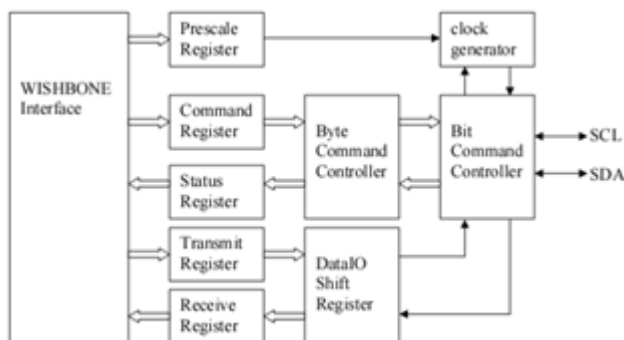 WISHBONE
Interface
Prescale
Register
clock
generator
Command
Register
Byte
Command
Controller
Bit
Command
Controller
SCL
SDA
Status
Register
Transmit
Register
DataIO
Shift
Register
Receive
Register